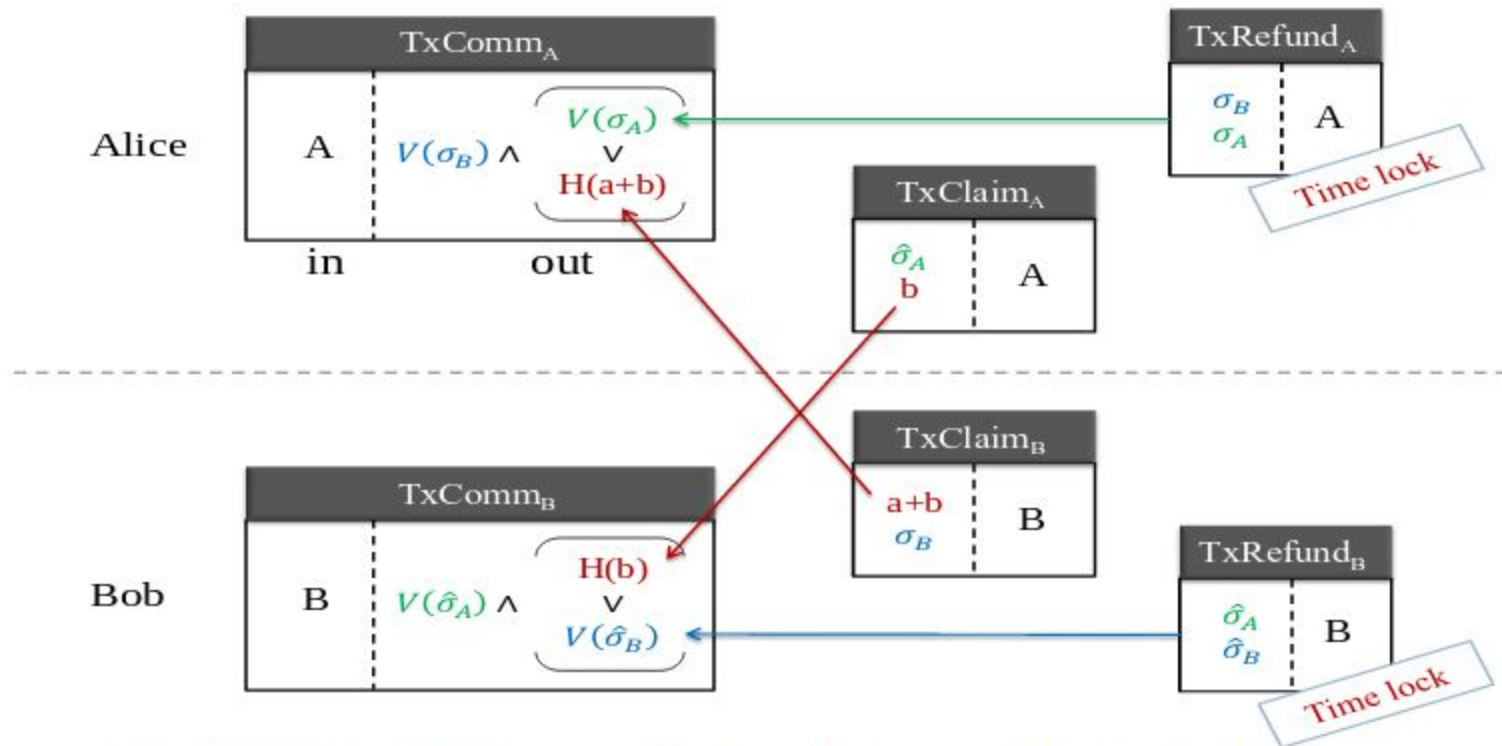 TxComm_A
Alice
A
V(σ_B) ∧
V(σ_A)
∨
H(a+b)
in
out
TxRefund_A
σ_B
σ_A
A
Time lock
TxClaim_A
σ̂_A
b
A
TxClaim_B
a+b
σ_B
B
TxComm_B
Bob
B
V(σ̂_A) ∧
H(b)
∨
V(σ̂_B)
TxRefund_B
σ̂_A
σ̂_B
B
Time lock